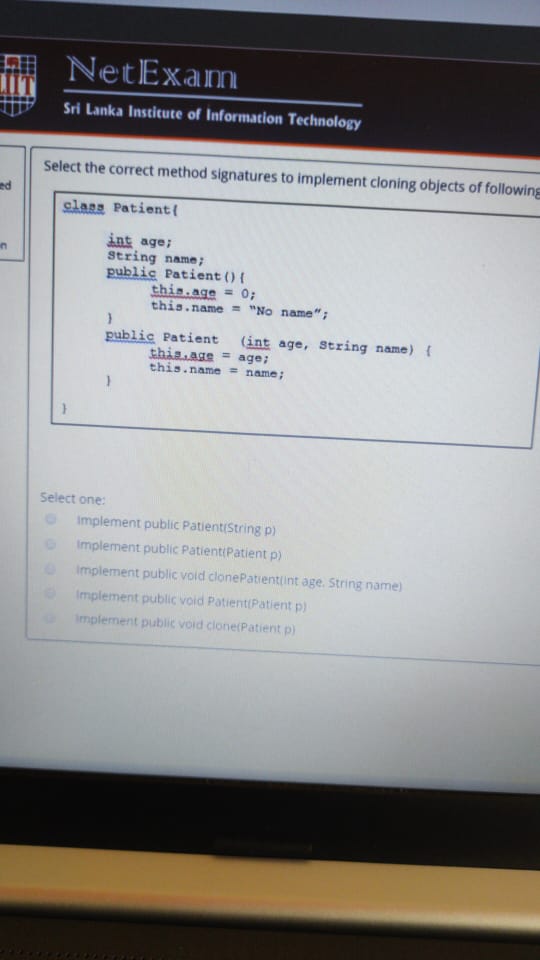 NetExam
IIT
Sri Lanka Institute of Information Technology
ed
n
Select the correct method signatures to implement cloning objects of following
class Patient{
int age;
String name;
public Patient(){
this.age = 0;
this.name = "No name";
}
public Patient (int age, String name) {
this.age = age;
this.name = name;
}
}
Select one:
Implement public Patient(String p)
Implement public Patient(Patient p)
Implement public void clonePatient(int age, String name)
Implement public void Patient(Patient p)
Implement public void clone(Patient p)